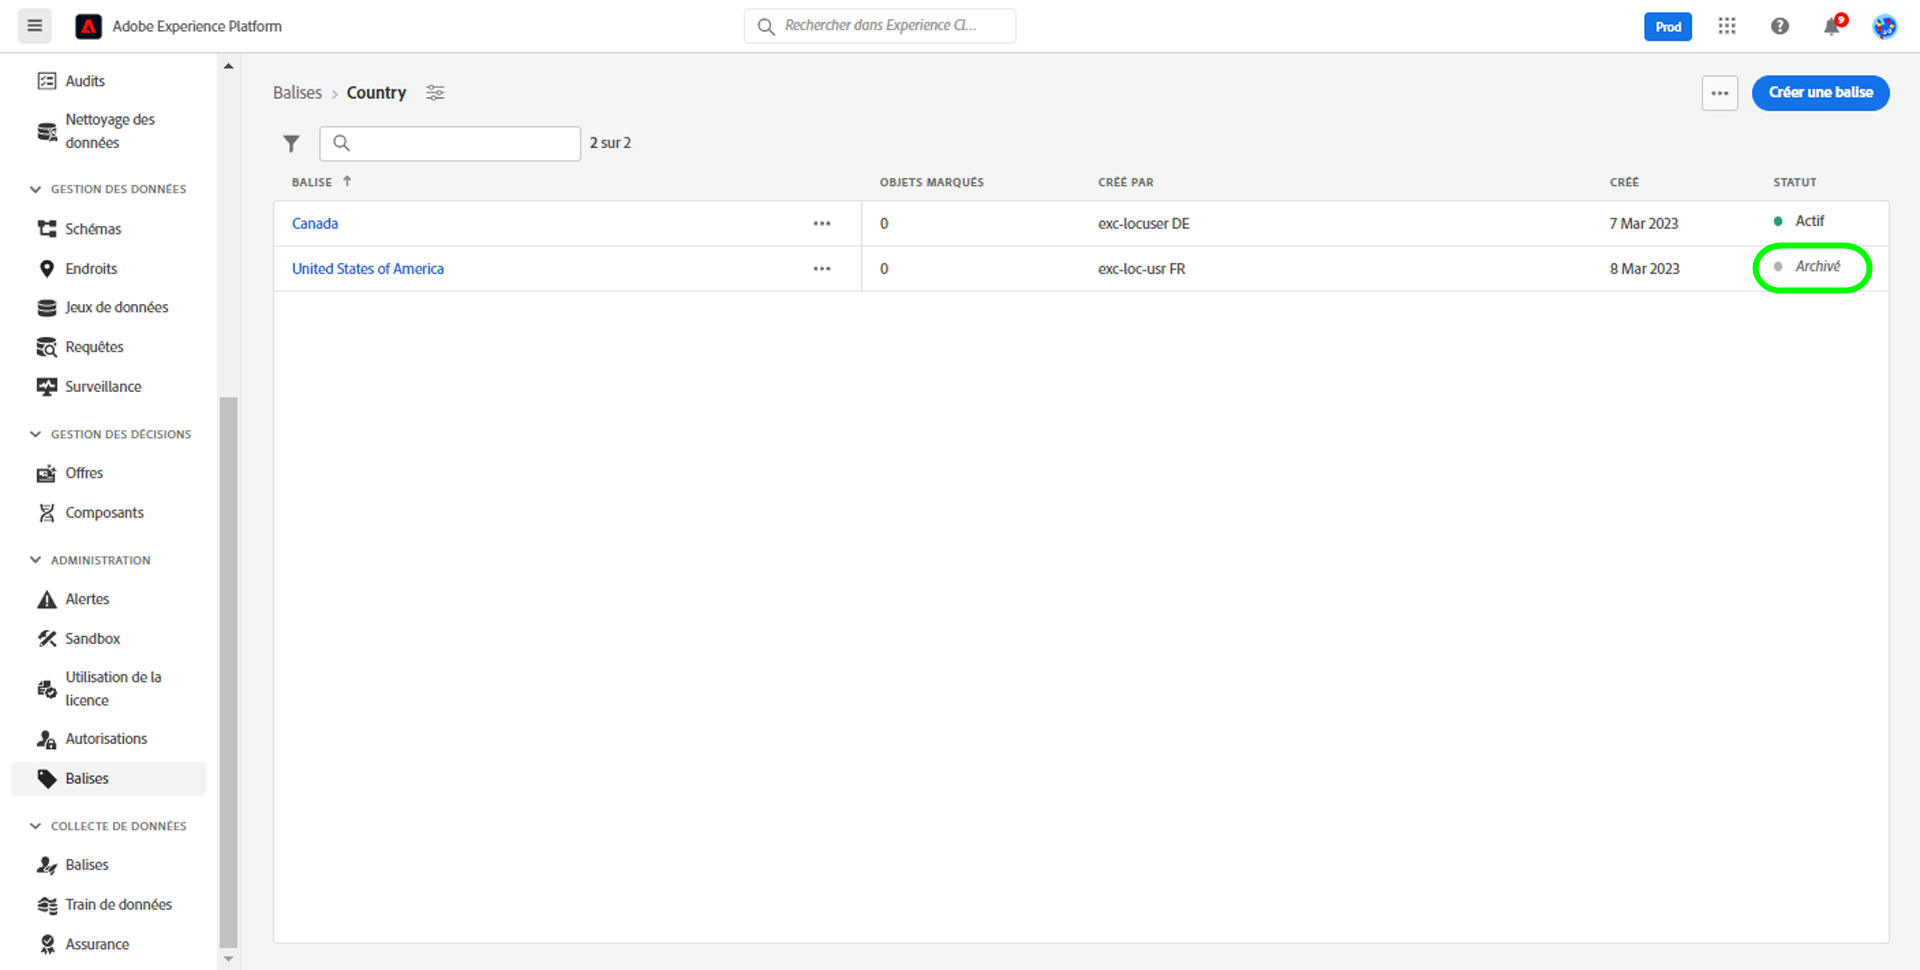 Adobe Experience Platform
Rechercher dans Experience Cl...
Prod
9
Audits
Nettoyage des
données
GESTION DES DONNÉES
Schémas
Endroits
Jeux de données
Requêtes
Surveillance
GESTION DES DÉCISIONS
Offres
Composants
ADMINISTRATION
Alertes
Sandbox
Utilisation de la
licence
Autorisations
Balises
COLLECTE DE DONNÉES
Balises
Train de données
Assurance
Balises > Country
Créer une balise
2 sur 2
BALISE OBJETS MARQUÉS CRÉÉ PAR CRÉÉ STATUT
Canada 0 exc-locuser DE 7 Mar 2023 Actif
United States of America 0 exc-loc-usr FR 8 Mar 2023 Archivé